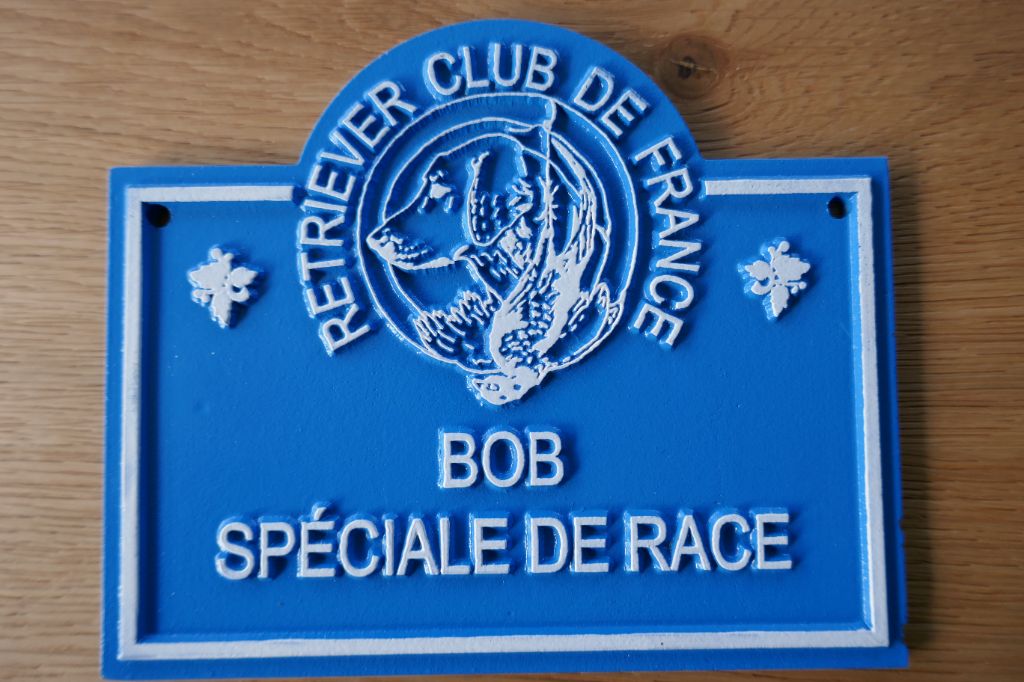 RETRIEVER CLUB DE FRANCE
BOB
SPÉCIALE DE RACE